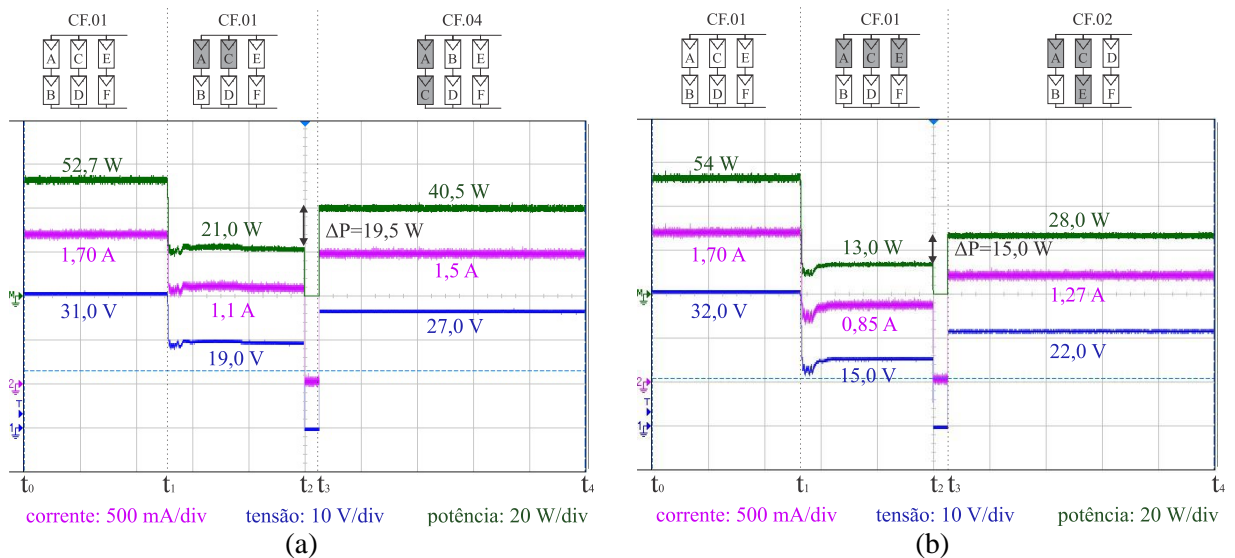 CF.01
CF.01
CF.04
A C E
A C E
A B E
B D F
B D F
C D F
52,7 W
40,5 W
21,0 W
ΔP=19,5 W
1,70 A
1,5 A
1,1 A
31,0 V
27,0 V
19,0 V
M
2
T
1
t0
t1
t2
t3
t4
corrente: 500 mA/div
tensão: 10 V/div
potência: 20 W/div
(a)
CF.01
CF.01
CF.02
A C E
A C E
A C D
B D F
B D F
B E F
54 W
28,0 W
13,0 W
ΔP=15,0 W
1,70 A
1,27 A
0,85 A
32,0 V
22,0 V
15,0 V
M
2
T
1
t0
t1
t2
t3
t4
corrente: 500 mA/div
tensão: 10 V/div
potência: 20 W/div
(b)